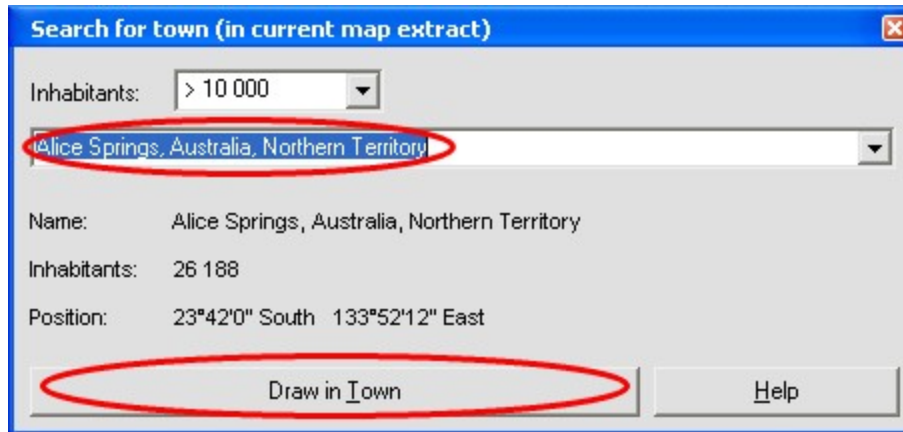 Search for town (in current map extract)
Inhabitants: > 10 000
Alice Springs, Australia, Northern Territory
Name: Alice Springs, Australia, Northern Territory
Inhabitants: 26 188
Position: 23°42'0" South 133°52'12" East
Draw in Town Help